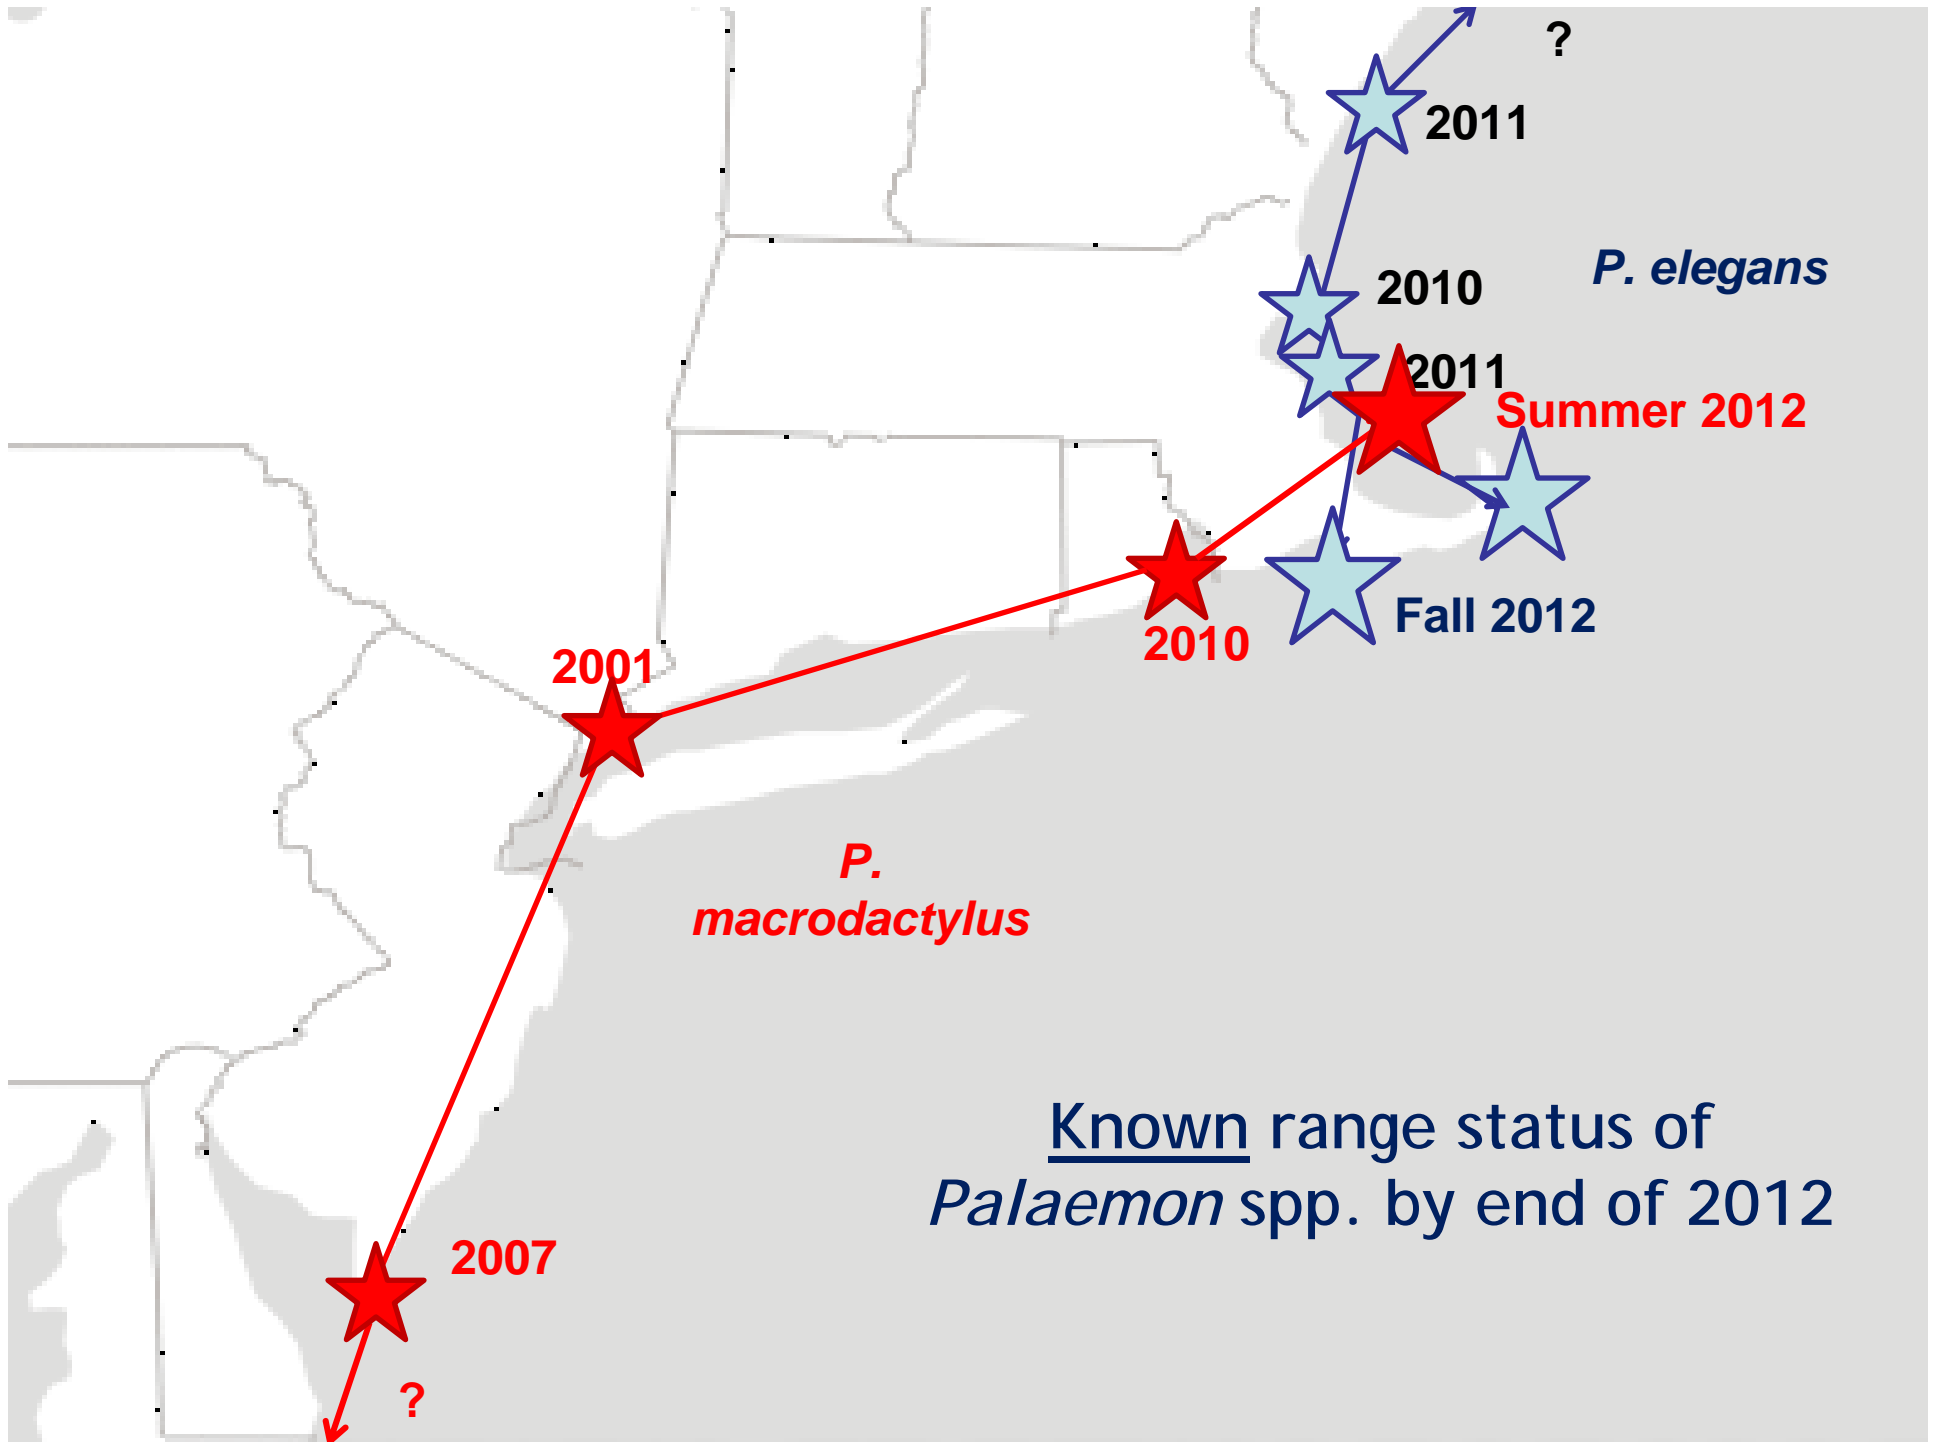 ?
2011
2010
P. elegans
2011
Summer 2012
Fall 2012
2010
2001
P.
macrodactylus
Known range status of
Palaemon spp. by end of 2012
2007
?